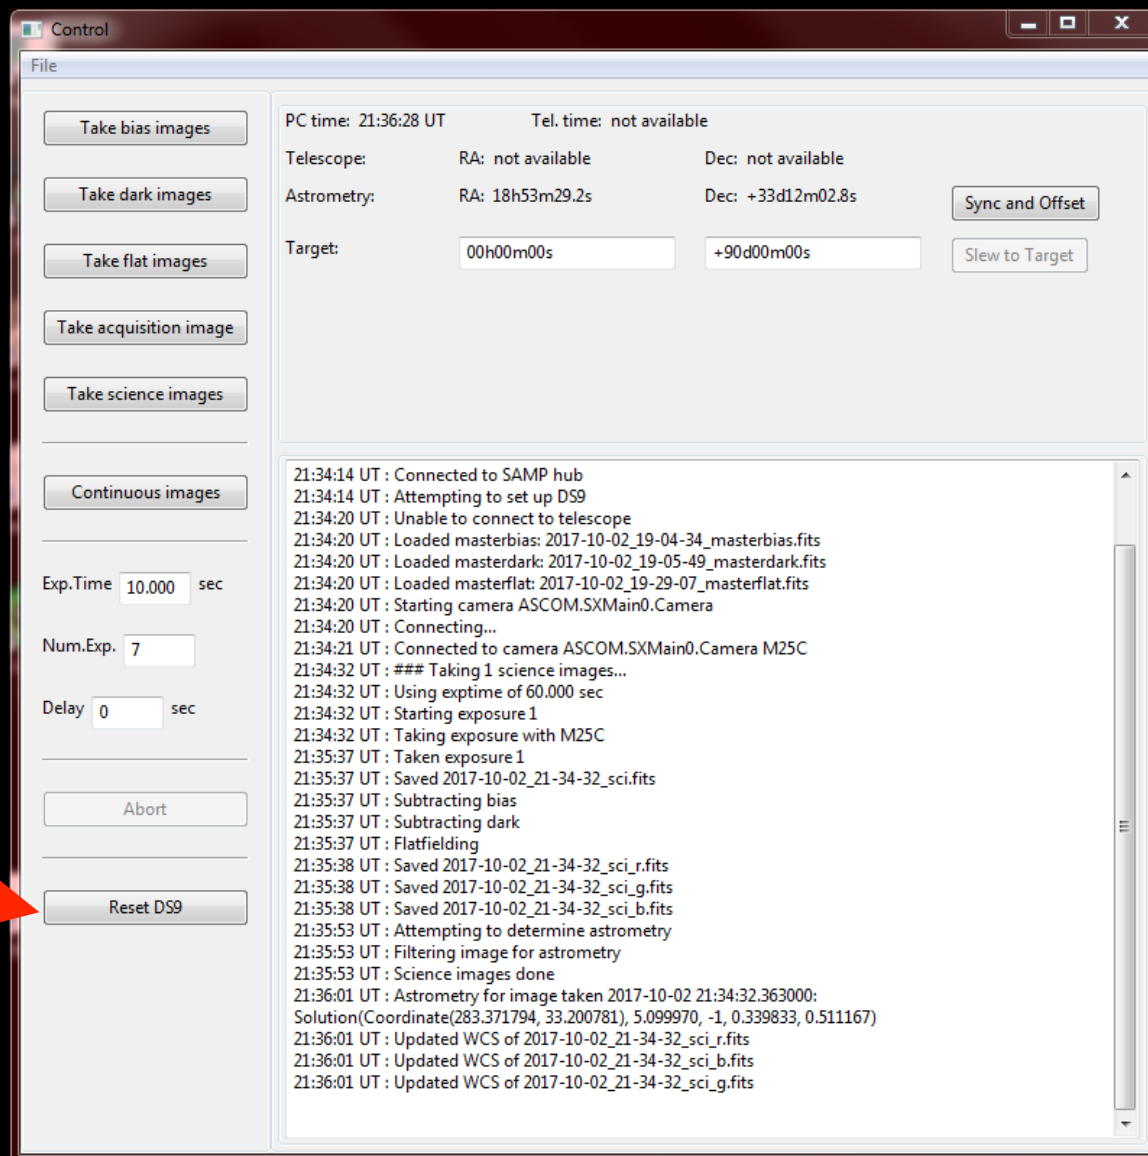 Control
File
Take bias images
Take dark images
Take flat images
Take acquisition image
Take science images
Continuous images
Exp.Time 10.000 sec
Num.Exp. 7
Delay 0 sec
Abort
Reset DS9
PC time: 21:36:28 UT Tel. time: not available
Telescope: RA: not available Dec: not available
Astrometry: RA: 18h53m29.2s Dec: +33d12m02.8s Sync and Offset
Target: 00h00m00s +90d00m00s Slew to Target
21:34:14 UT : Connected to SAMP hub
21:34:14 UT : Attempting to set up DS9
21:34:20 UT : Unable to connect to telescope
21:34:20 UT : Loaded masterbias: 2017-10-02_19-04-34_masterbias.fits
21:34:20 UT : Loaded masterdark: 2017-10-02_19-05-49_masterdark.fits
21:34:20 UT : Loaded masterflat: 2017-10-02_19-29-07_masterflat.fits
21:34:20 UT : Starting camera ASCOM.SXMain0.Camera
21:34:20 UT : Connecting...
21:34:21 UT : Connected to camera ASCOM.SXMain0.Camera M25C
21:34:32 UT : ### Taking 1 science images...
21:34:32 UT : Using exptime of 60.000 sec
21:34:32 UT : Starting exposure 1
21:34:32 UT : Taking exposure with M25C
21:35:37 UT : Taken exposure 1
21:35:37 UT : Saved 2017-10-02_21-34-32_sci.fits
21:35:37 UT : Subtracting bias
21:35:37 UT : Subtracting dark
21:35:37 UT : Flatfielding
21:35:38 UT : Saved 2017-10-02_21-34-32_sci_r.fits
21:35:38 UT : Saved 2017-10-02_21-34-32_sci_g.fits
21:35:38 UT : Saved 2017-10-02_21-34-32_sci_b.fits
21:35:53 UT : Attempting to determine astrometry
21:35:53 UT : Filtering image for astrometry
21:35:53 UT : Science images done
21:36:01 UT : Astrometry for image taken 2017-10-02 21:34:32.363000:
Solution(Coordinate(283.371794, 33.200781), 5.099970, -1, 0.339833, 0.511167)
21:36:01 UT : Updated WCS of 2017-10-02_21-34-32_sci_r.fits
21:36:01 UT : Updated WCS of 2017-10-02_21-34-32_sci_b.fits
21:36:01 UT : Updated WCS of 2017-10-02_21-34-32_sci_g.fits